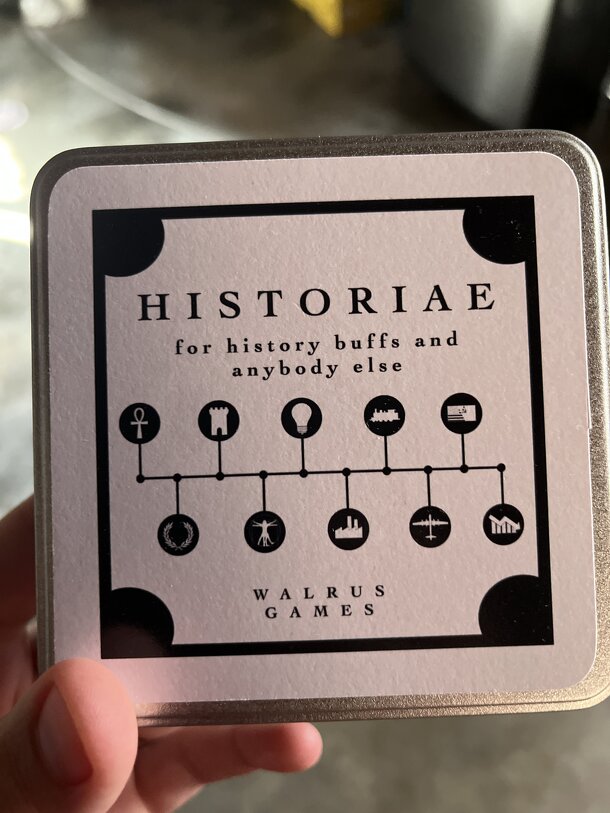 HISTORIAE
for history buffs and
anybody else
WALRUS
GAMES